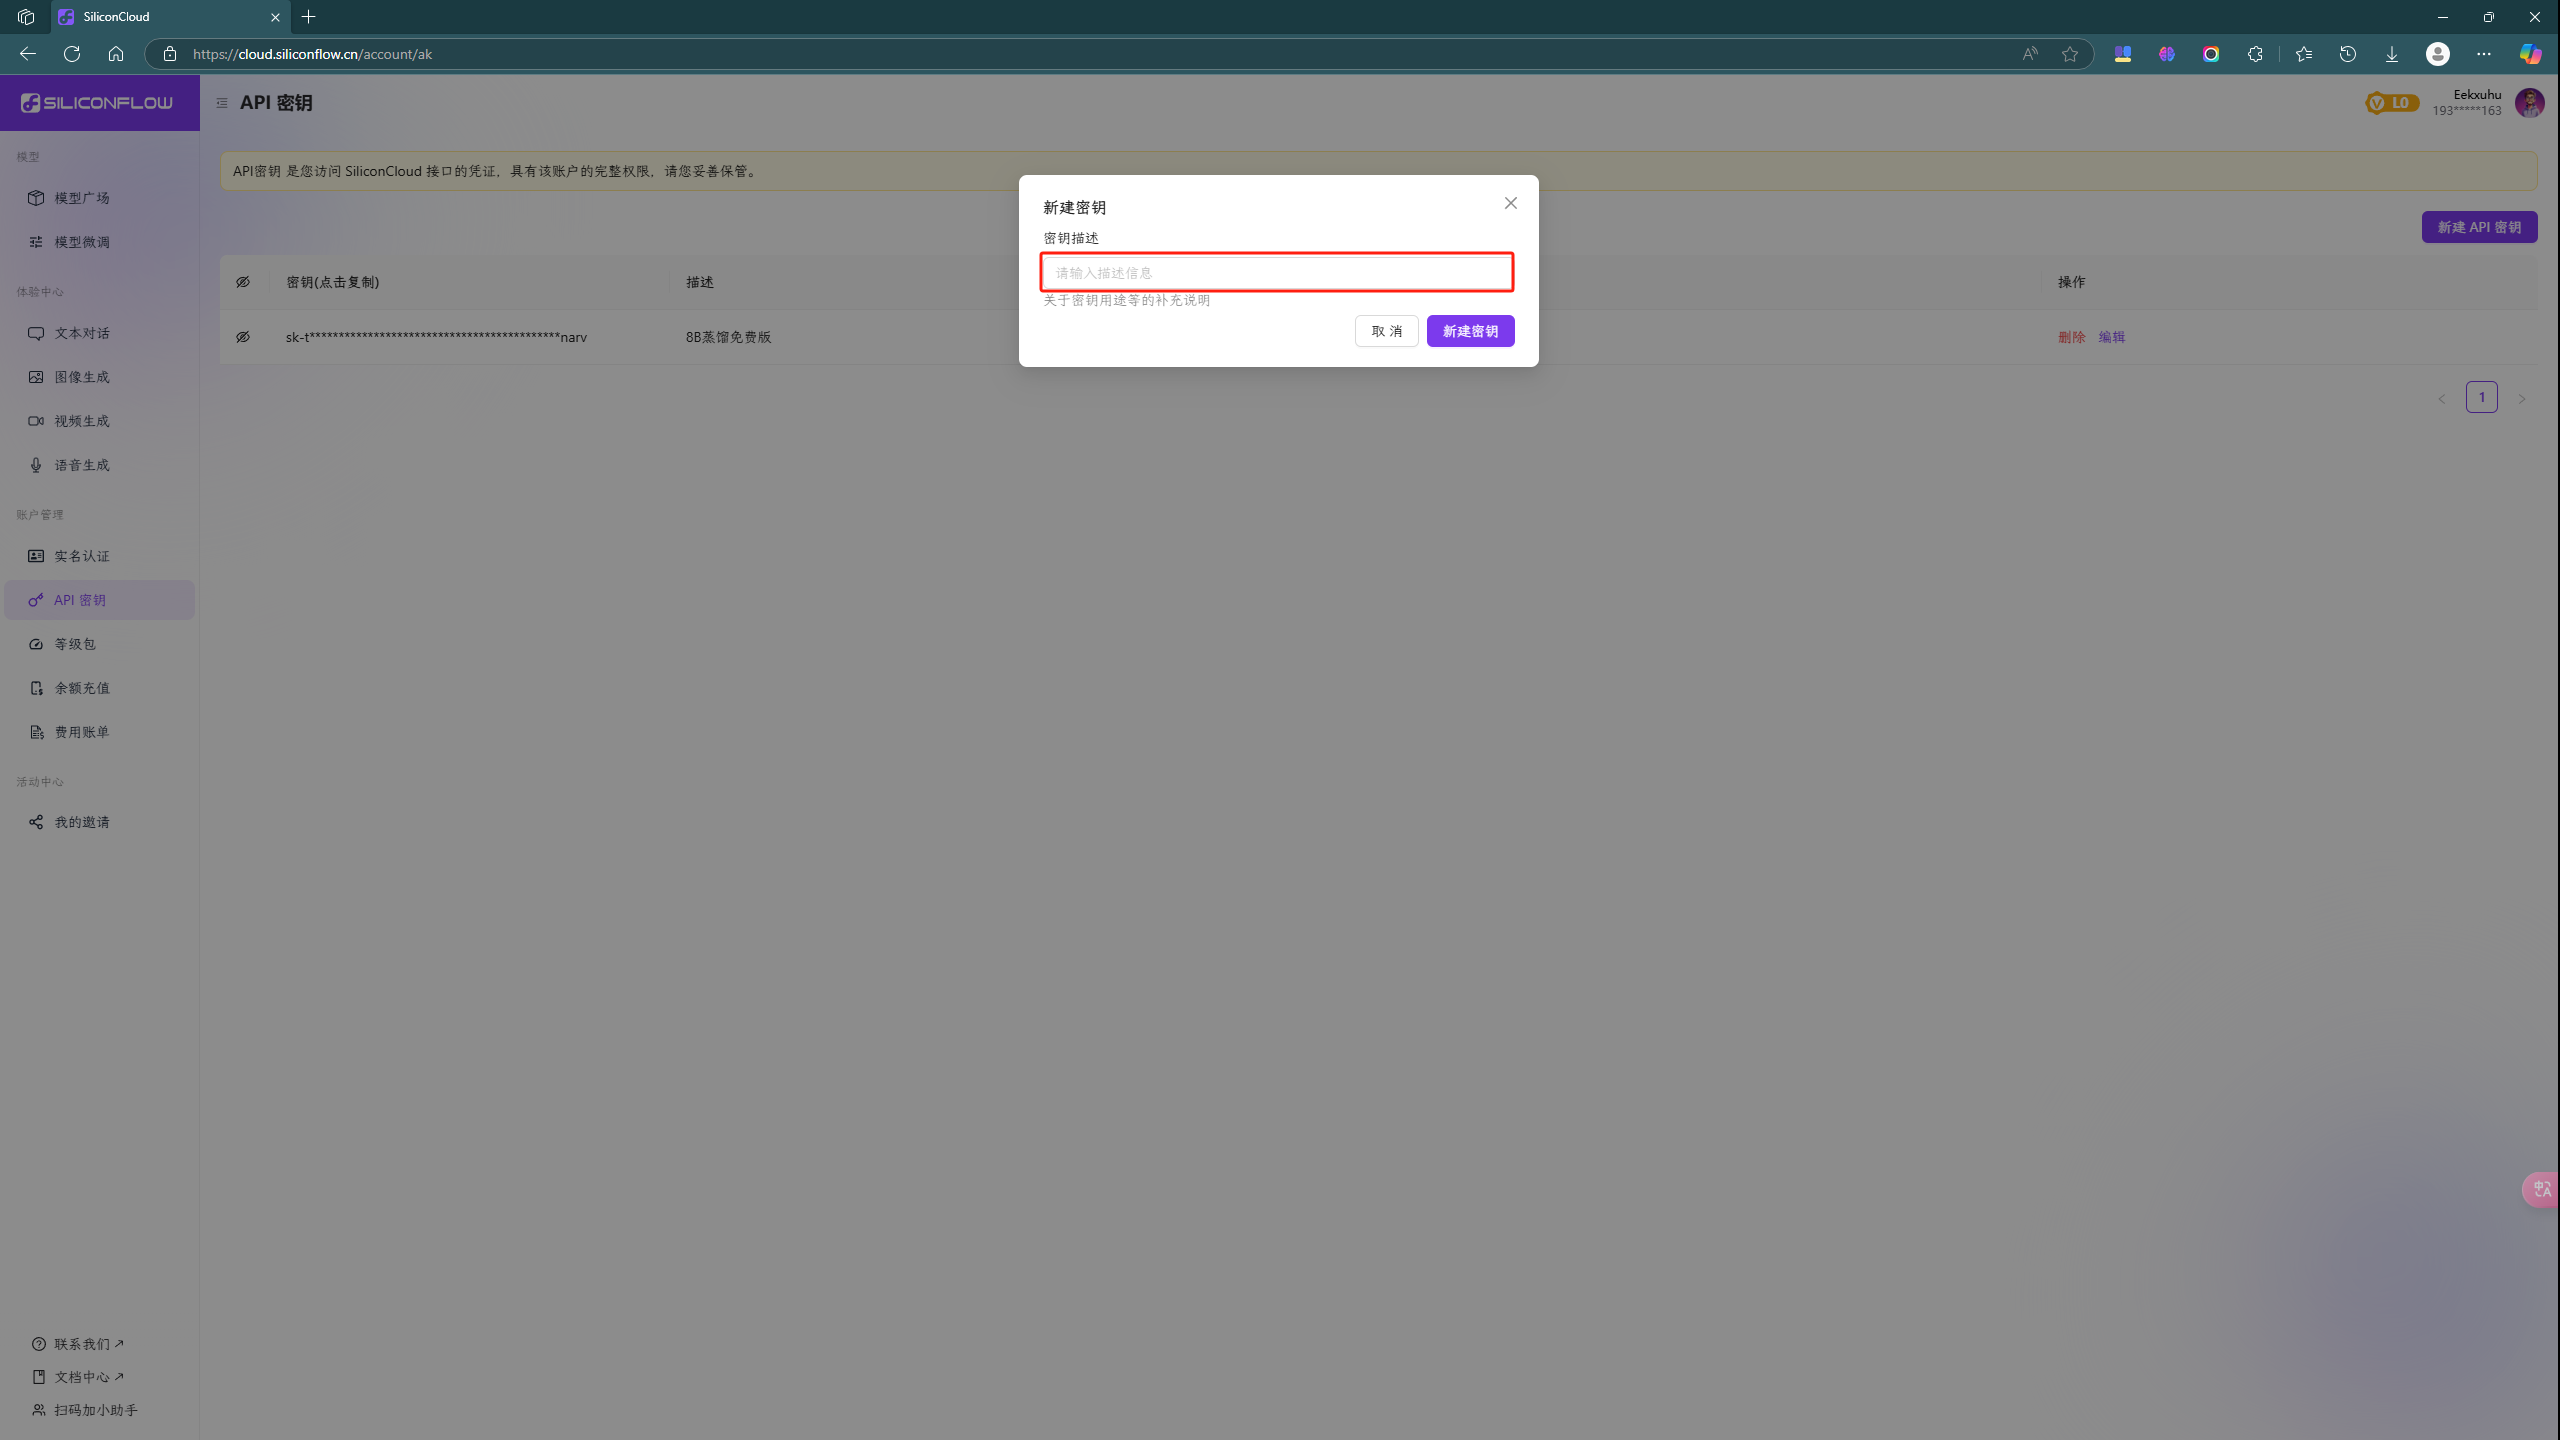 SiliconCloud
https://cloud.siliconflow.cn/account/ak
SILICONFLOW
API 密钥
L0
Eekxuhu
193*****163
模型
模型广场
模型微调
体验中心
文本对话
图像生成
视频生成
语音生成
账户管理
实名认证
API 密钥
等级包
余额充值
费用账单
活动中心
我的邀请
联系我们
文档中心
扫码加小助手
API密钥 是您访问 SiliconCloud 接口的凭证，具有该账户的完整权限，请您妥善保管。
新建 API 密钥
密钥(点击复制)
描述
操作
sk-t********************************************narv
8B蒸馏免费版
删除 编辑
1
新建密钥
密钥描述
请输入描述信息
关于密钥用途等的补充说明
取 消
新建密钥